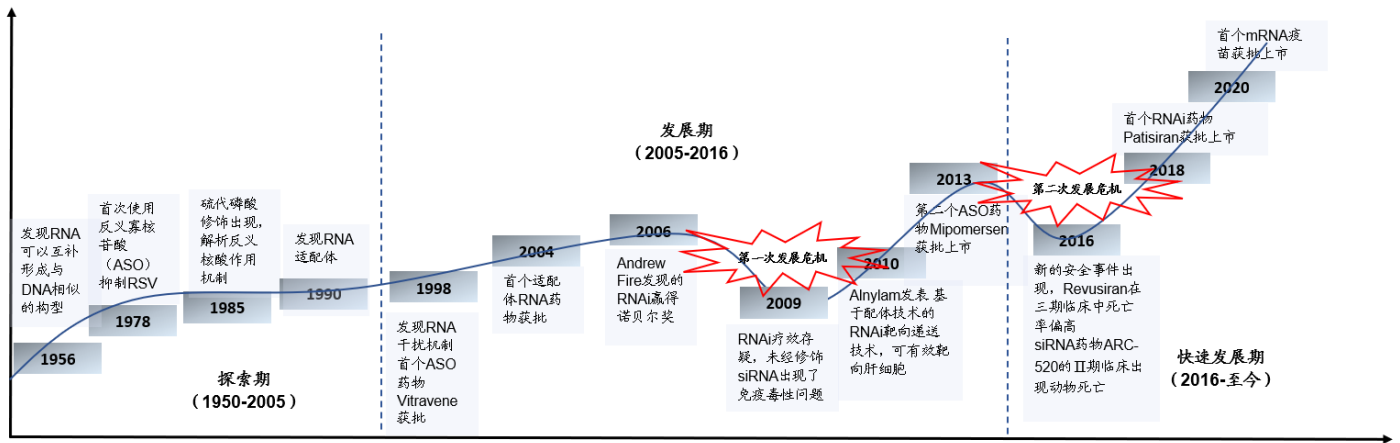 发现RNA
可以互补
形成与
DNA相似
的构型
1956
首次使用
反义寡核
苷酸
（ASO）
抑制RSV
1978
硫代磷酸
修饰出现，
解析反义
核酸作用
机制
1985
发现RNA
适配体
1990
探索期
（1950-2005）
1998
发现RNA
干扰机制
首个ASO
药物
Vitravene
获批
2004
首个适配
体RNA药
物获批
2006
Andrew
Fire发现的
RNAi赢得
诺贝尔奖
发展期
（2005-2016）
第一次发展危机
2009
RNAi疗效存
疑，未经修饰
siRNA出现了
免疫毒性问题
2010
Alnylam发表 基
于配体技术的
RNAi靶向递送
技术，可有效靶
向肝细胞
2013
第二个ASO药
物Mipomersen
获批上市
第二次发展危机
2016
新的安全事件出
现，Revusiran在
三期临床中死亡
率偏高
siRNA药物ARC-
520的Ⅱ期临床出
现动物死亡
首个RNAi药物
Patisiran获批上市
2018
首个mRNA疫
苗获批上市
2020
快速发展期
（2016-至今）